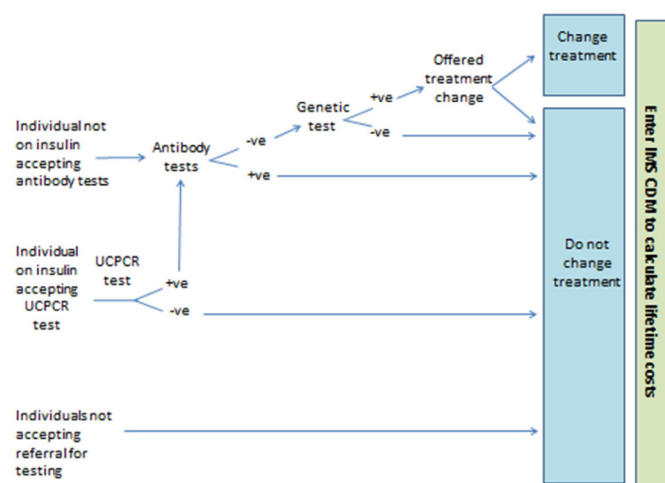 Individual not
on insulin
accepting
antibody tests
Antibody
tests
-ve
+ve
Genetic
test
+ve
-ve
Offered
treatment
change
Change
treatment
Individual
on insulin
accepting
UCPCR
test
UCPCR
test
+ve
-ve
Do not
change
treatment
Individuals not
accepting
referral for
testing
Enter IMS CDM to calculate lifetime costs